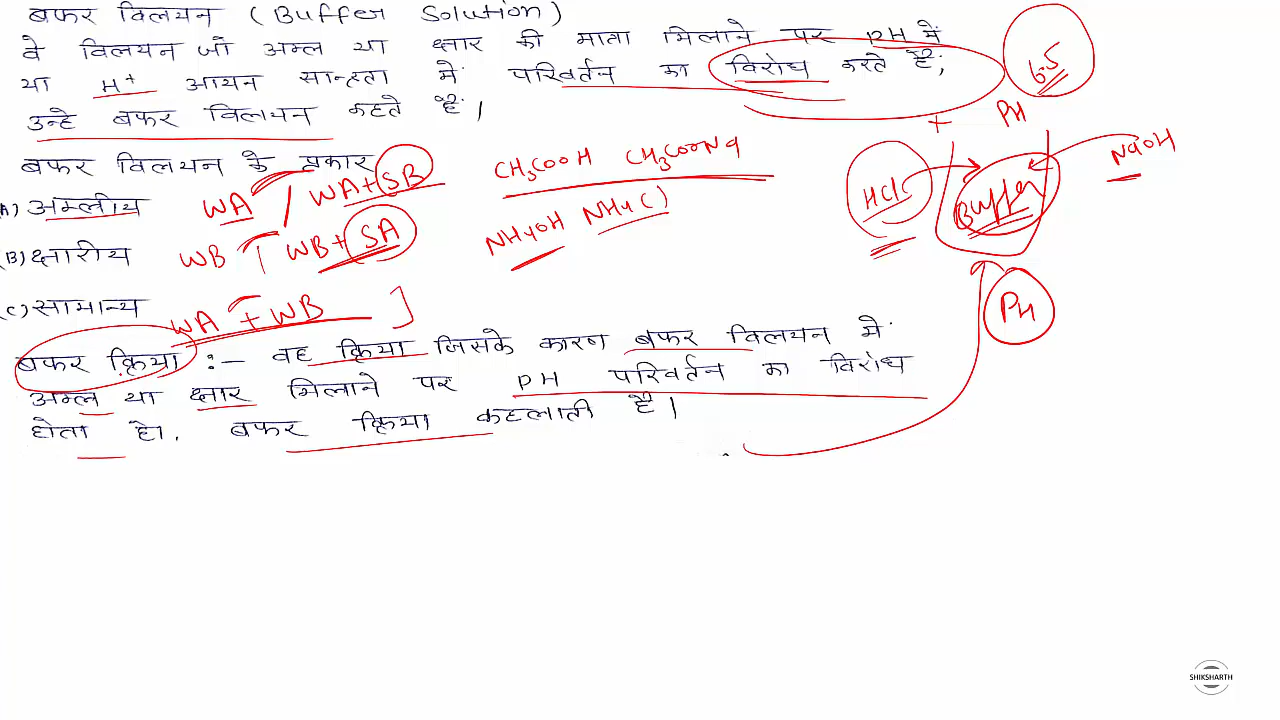 बफर विलयन (Buffer Solution)
वे विलयन जो अम्ल या क्षार की मात्रा मिलाने पर PH में
या H+ आयन सान्द्रता में परिवर्तन का विरोध करते है;
उन्हे बफर विलयन कहते है।
6.5
+ PH
HCl
Buffer
NaOH
PH
बफर विलयन के प्रकार
(A) अम्लीय WA / WA+SB CH3COOH CH3COONa
(B) क्षारीय WB WB+SA NH4OH NH4Cl
(C) सामान्य WA + WB ]
बफर क्रिया :- वह क्रिया जिसके कारण बफर विलयन में
अम्ल या क्षार मिलाने पर PH परिवर्तन का विरोध
होता हो, बफर क्रिया कहलाती है।
SHIKSHARTH